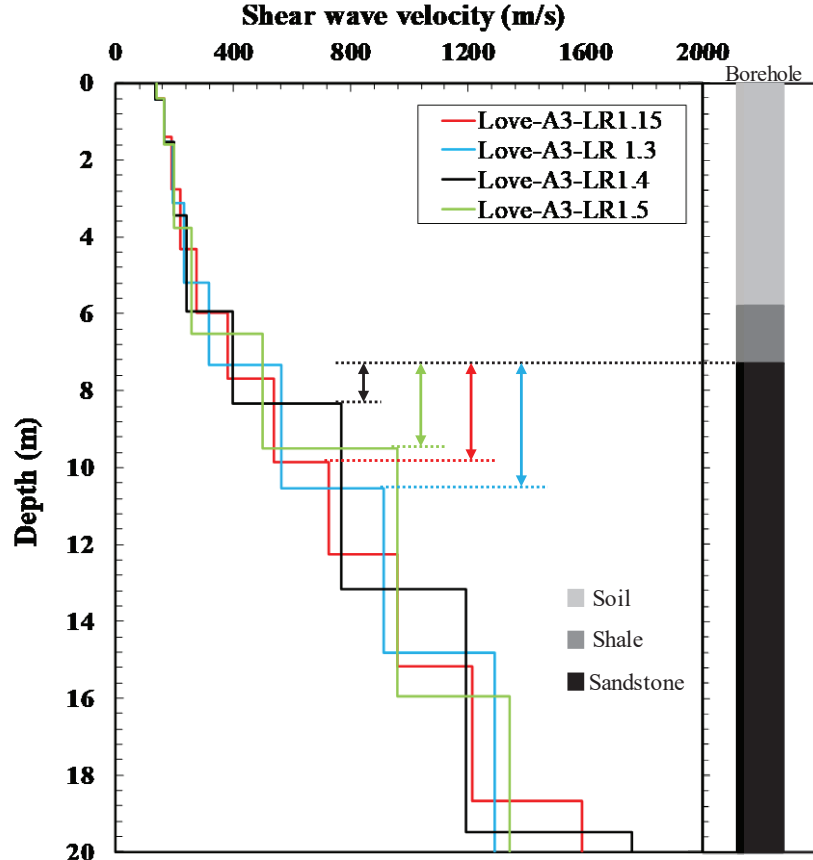 Shear wave velocity (m/s)
0 400 800 1200 1600 2000
Borehole
0
2
4
6
8
10
12
14
16
18
20
Depth (m)
Love-A3-LR1.15
Love-A3-LR 1.3
Love-A3-LR1.4
Love-A3-LR1.5
Soil
Shale
Sandstone